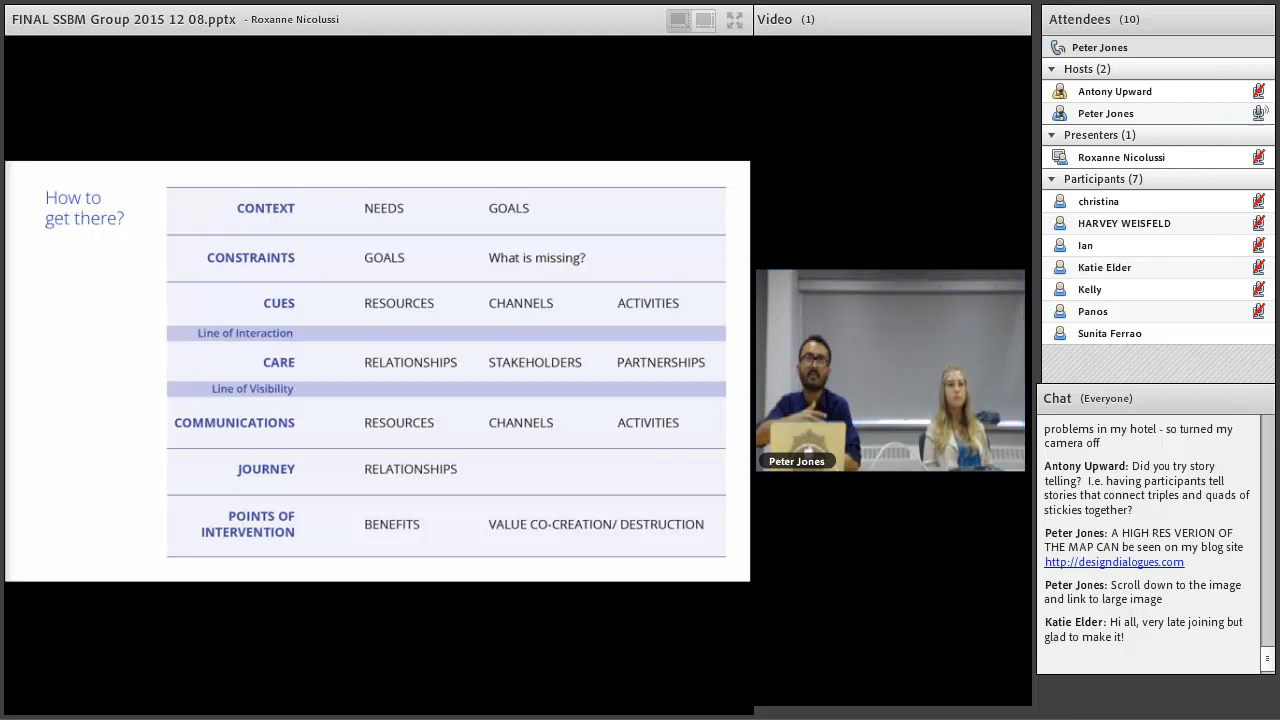 FINAL SSBM Group 2015 12 08.pptx - Roxanne Nicolussi
How to
get there?
CONTEXT NEEDS GOALS
CONSTRAINTS GOALS What is missing?
CUES RESOURCES CHANNELS ACTIVITIES
Line of Interaction
CARE RELATIONSHIPS STAKEHOLDERS PARTNERSHIPS
Line of Visibility
COMMUNICATIONS RESOURCES CHANNELS ACTIVITIES
JOURNEY RELATIONSHIPS
POINTS OF
INTERVENTION BENEFITS VALUE CO-CREATION/ DESTRUCTION
Video (1)
Peter Jones
Attendees (10)
Peter Jones
Hosts (2)
Antony Upward
Peter Jones
Presenters (1)
Roxanne Nicolussi
Participants (7)
christina
HARVEY WEISFELD
Ian
Katie Elder
Kelly
Panos
Sunita Ferrao
Chat (Everyone)
problems in my hotel - so turned my
camera off
Antony Upward: Did you try story
telling? I.e. having participants tell
stories that connect triples and quads of
stickies together?
Peter Jones: A HIGH RES VERION OF
THE MAP CAN be seen on my blog site
http://designdialogues.com
Peter Jones: Scroll down to the image
and link to large image
Katie Elder: Hi all, very late joining but
glad to make it!